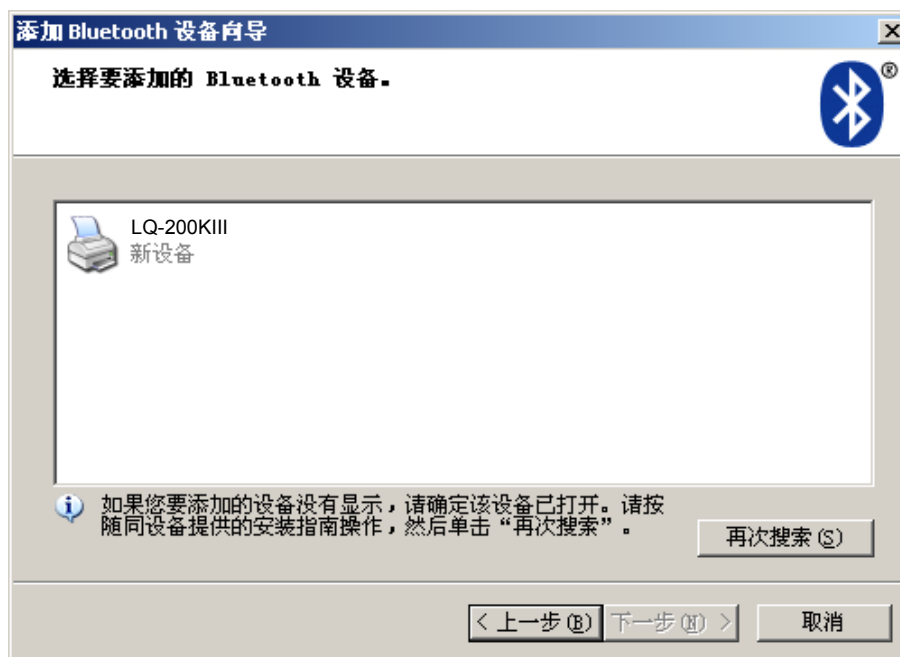 添加 Bluetooth 设备向导
选择要添加的 Bluetooth 设备。
®
LQ-200KIII
新设备
如果您要添加的设备没有显示，请确定该设备已打开。请按
随同设备提供的安装指南操作，然后单击“再次搜索”。
再次搜索(S)
< 上一步(B)
下一步(N) >
取消